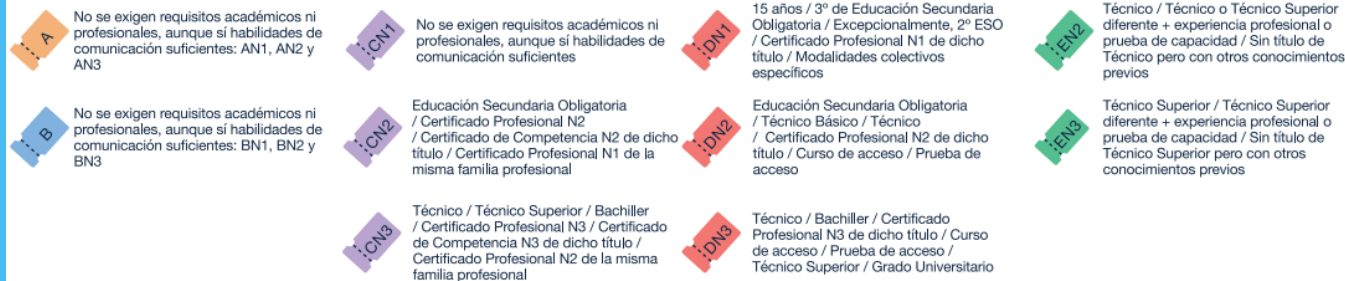 A
No se exigen requisitos académicos ni
profesionales, aunque sí habilidades de
comunicación suficientes: AN1, AN2 y
AN3
B
No se exigen requisitos académicos ni
profesionales, aunque sí habilidades de
comunicación suficientes: BN1, BN2 y
BN3
CN1
No se exigen requisitos académicos ni
profesionales, aunque sí habilidades de
comunicación suficientes
CN2
Educación Secundaria Obligatoria
/ Certificado Profesional N2
/ Certificado de Competencia N2 de dicho
título / Certificado Profesional N1 de la
misma familia profesional
CN3
Técnico / Técnico Superior / Bachiller
/ Certificado Profesional N3 / Certificado
de Competencia N3 de dicho título /
Certificado Profesional N2 de la misma
familia profesional
DN1
15 años / 3º de Educación Secundaria
Obligatoria / Excepcionalmente, 2º ESO
/ Certificado Profesional N1 de dicho
título / Modalidades colectivos
específicos
DN2
Educación Secundaria Obligatoria
/ Técnico Básico / Técnico
/ Certificado Profesional N2 de dicho
título / Curso de acceso / Prueba de
acceso
DN3
Técnico / Bachiller / Certificado
Profesional N3 de dicho título / Curso
de acceso / Prueba de acceso /
Técnico Superior / Grado Universitario
EN2
Técnico / Técnico o Técnico Superior
diferente + experiencia profesional o
prueba de capacidad / Sin título de
Técnico pero con otros conocimientos
previos
EN3
Técnico Superior / Técnico Superior
diferente + experiencia profesional o
prueba de capacidad / Sin título de
Técnico Superior pero con otros
conocimientos previos